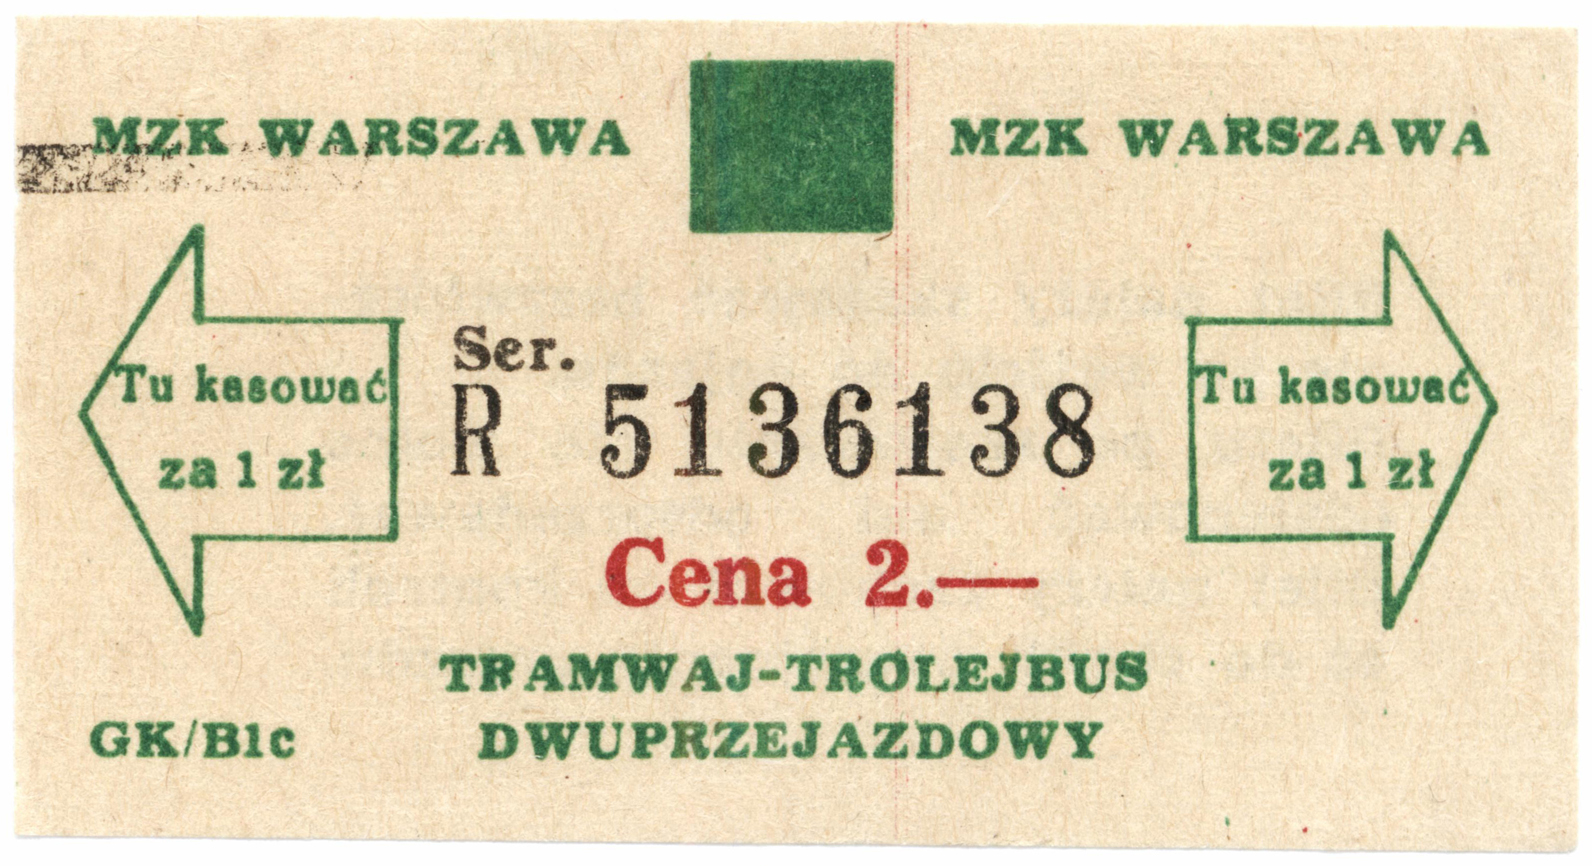 MZK WARSZAWA MZK WARSZAWA
Tu kasować
za 1 zł
Ser.
R 5136138
Tu kasować
za 1 zł
Cena 2.—
TRAMWAJ-TROLEJBUS
DWUPRZEJAZDOWY
GK/B1c